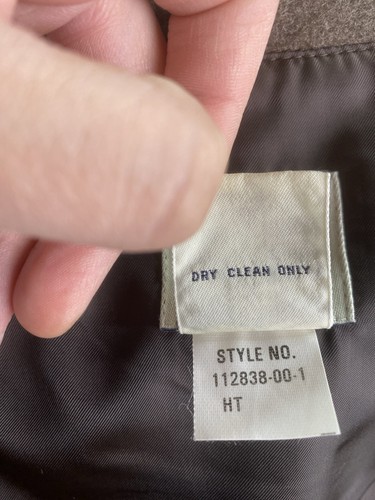 DRY CLEAN ONLY
STYLE NO.
112838-00-1
HT